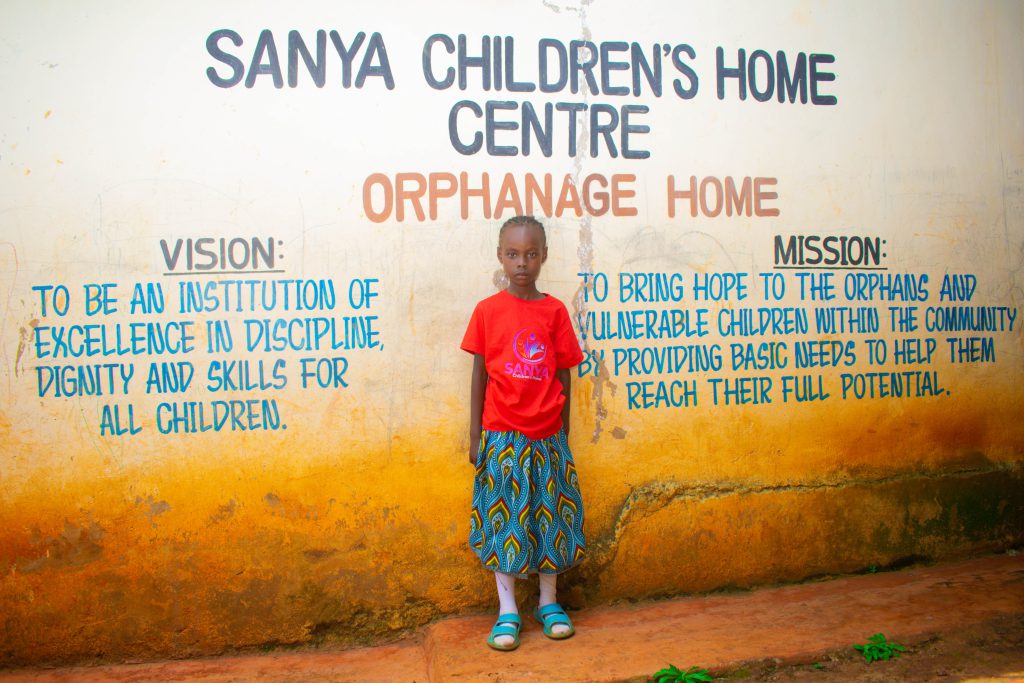 SANYA CHILDREN'S HOME
CENTRE
ORPHANAGE HOME
VISION:
TO BE AN INSTITUTION OF
EXCELLENCE IN DISCIPLINE,
DIGNITY AND SKILLS FOR
ALL CHILDREN.
MISSION:
TO BRING HOPE TO THE ORPHANS AND
VULNERABLE CHILDREN WITHIN THE COMMUNITY
BY PROVIDING BASIC NEEDS TO HELP THEM
REACH THEIR FULL POTENTIAL.
SANYA
Children's Home